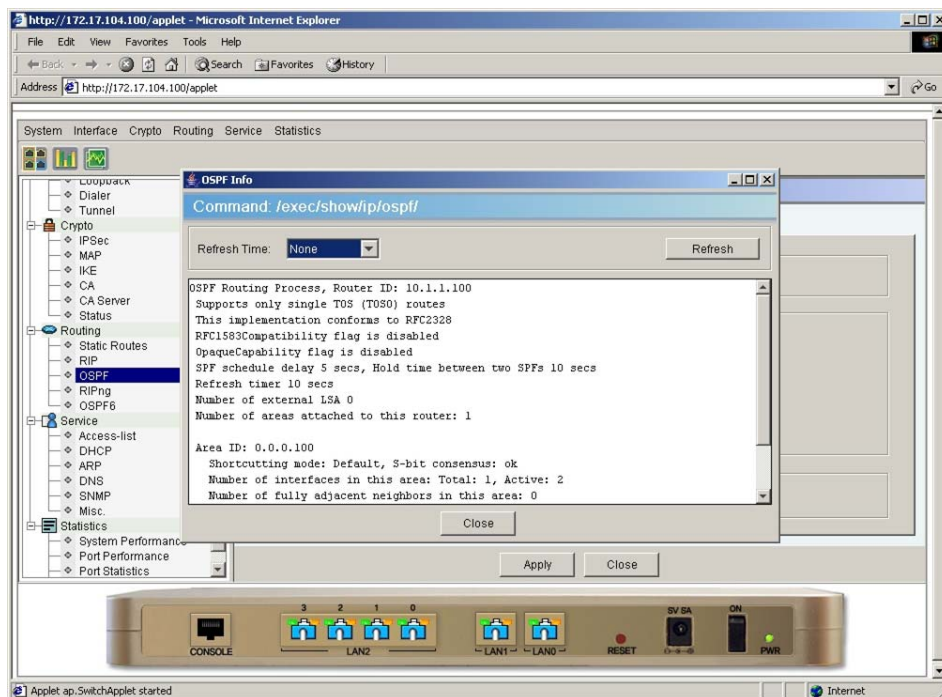 http://172.17.104.100/applet - Microsoft Internet Explorer
File Edit View Favorites Tools Help
Back Search Favorites History
Address http://172.17.104.100/applet Go
System Interface Crypto Routing Service Statistics
Loopback
Dialer
Tunnel
Crypto
IPSec
MAP
IKE
CA
CA Server
Status
Routing
Static Routes
RIP
OSPF
RIPng
OSPF6
Service
Access-list
DHCP
ARP
DNS
SNMP
Misc.
Statistics
System Performance
Port Performance
Port Statistics
OSPF Info
Command: /exec/show/ip/ospf/
Refresh Time: None Refresh
OSPF Routing Process, Router ID: 10.1.1.100
Supports only single TOS (TOS0) routes
This implementation conforms to RFC2328
RFC1583Compatibility flag is disabled
OpaqueCapability flag is disabled
SPF schedule delay 5 secs, Hold time between two SPFs 10 secs
Refresh timer 10 secs
Number of external LSA 0
Number of areas attached to this router: 1
Area ID: 0.0.0.100
Shortcutting mode: Default, S-bit consensus: ok
Number of interfaces in this area: Total: 1, Active: 2
Number of fully adjacent neighbors in this area: 0
Close
Apply Close
3 2 1 0
CONSOLE LAN2 LAN1 LAN0 RESET 5V 5A ON PWR
Applet ap.SwitchApplet started Internet